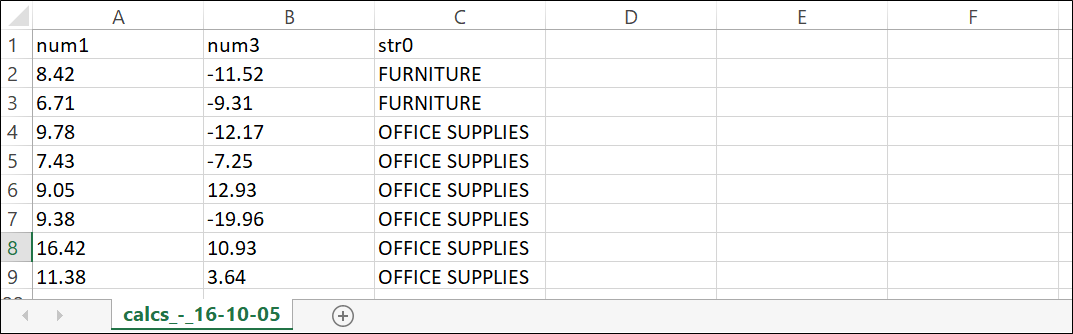 A B C D E F
1 num1 num3 str0
2 8.42 -11.52 FURNITURE
3 6.71 -9.31 FURNITURE
4 9.78 -12.17 OFFICE SUPPLIES
5 7.43 -7.25 OFFICE SUPPLIES
6 9.05 12.93 OFFICE SUPPLIES
7 9.38 -19.96 OFFICE SUPPLIES
8 16.42 10.93 OFFICE SUPPLIES
9 11.38 3.64 OFFICE SUPPLIES
calcs_-_16-10-05